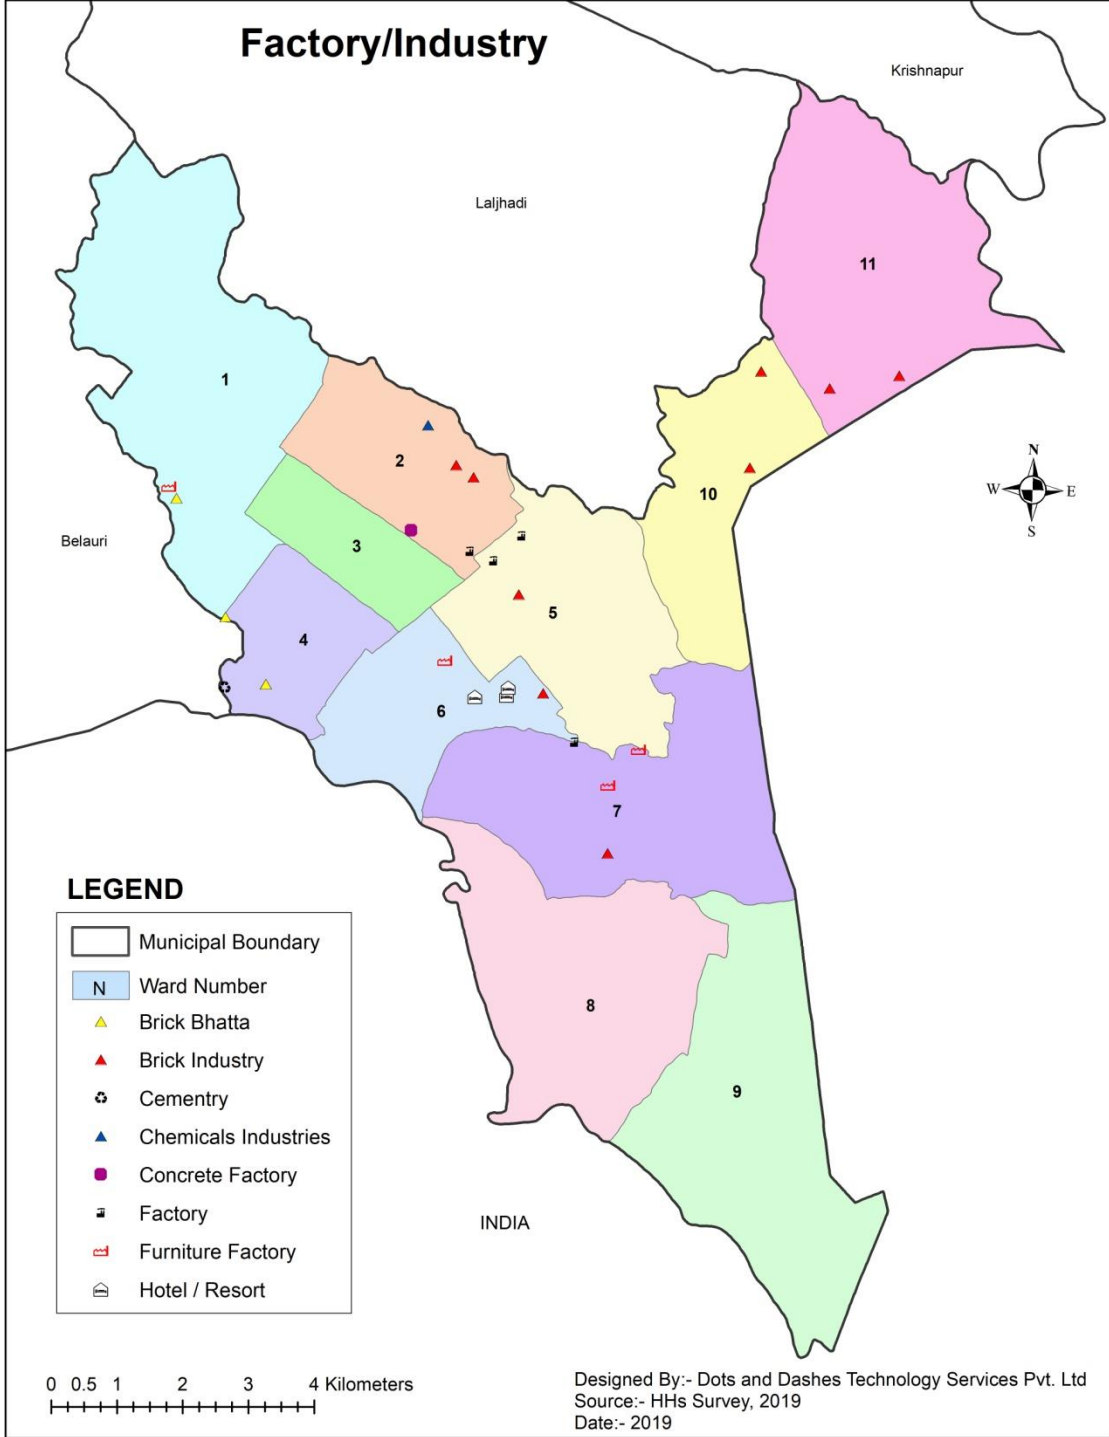 Factory/Industry
Krishnapur
Laljhadi
11
1
2
10
3
Belauri
5
4
6
7
8
9
INDIA
N
W
E
S
LEGEND
Municipal Boundary
N Ward Number
Brick Bhatta
Brick Industry
Cementry
Chemicals Industries
Concrete Factory
Factory
Furniture Factory
Hotel / Resort
0 0.5 1 2 3 4 Kilometers
Designed By:- Dots and Dashes Technology Services Pvt. Ltd
Source:- HHs Survey, 2019
Date:- 2019